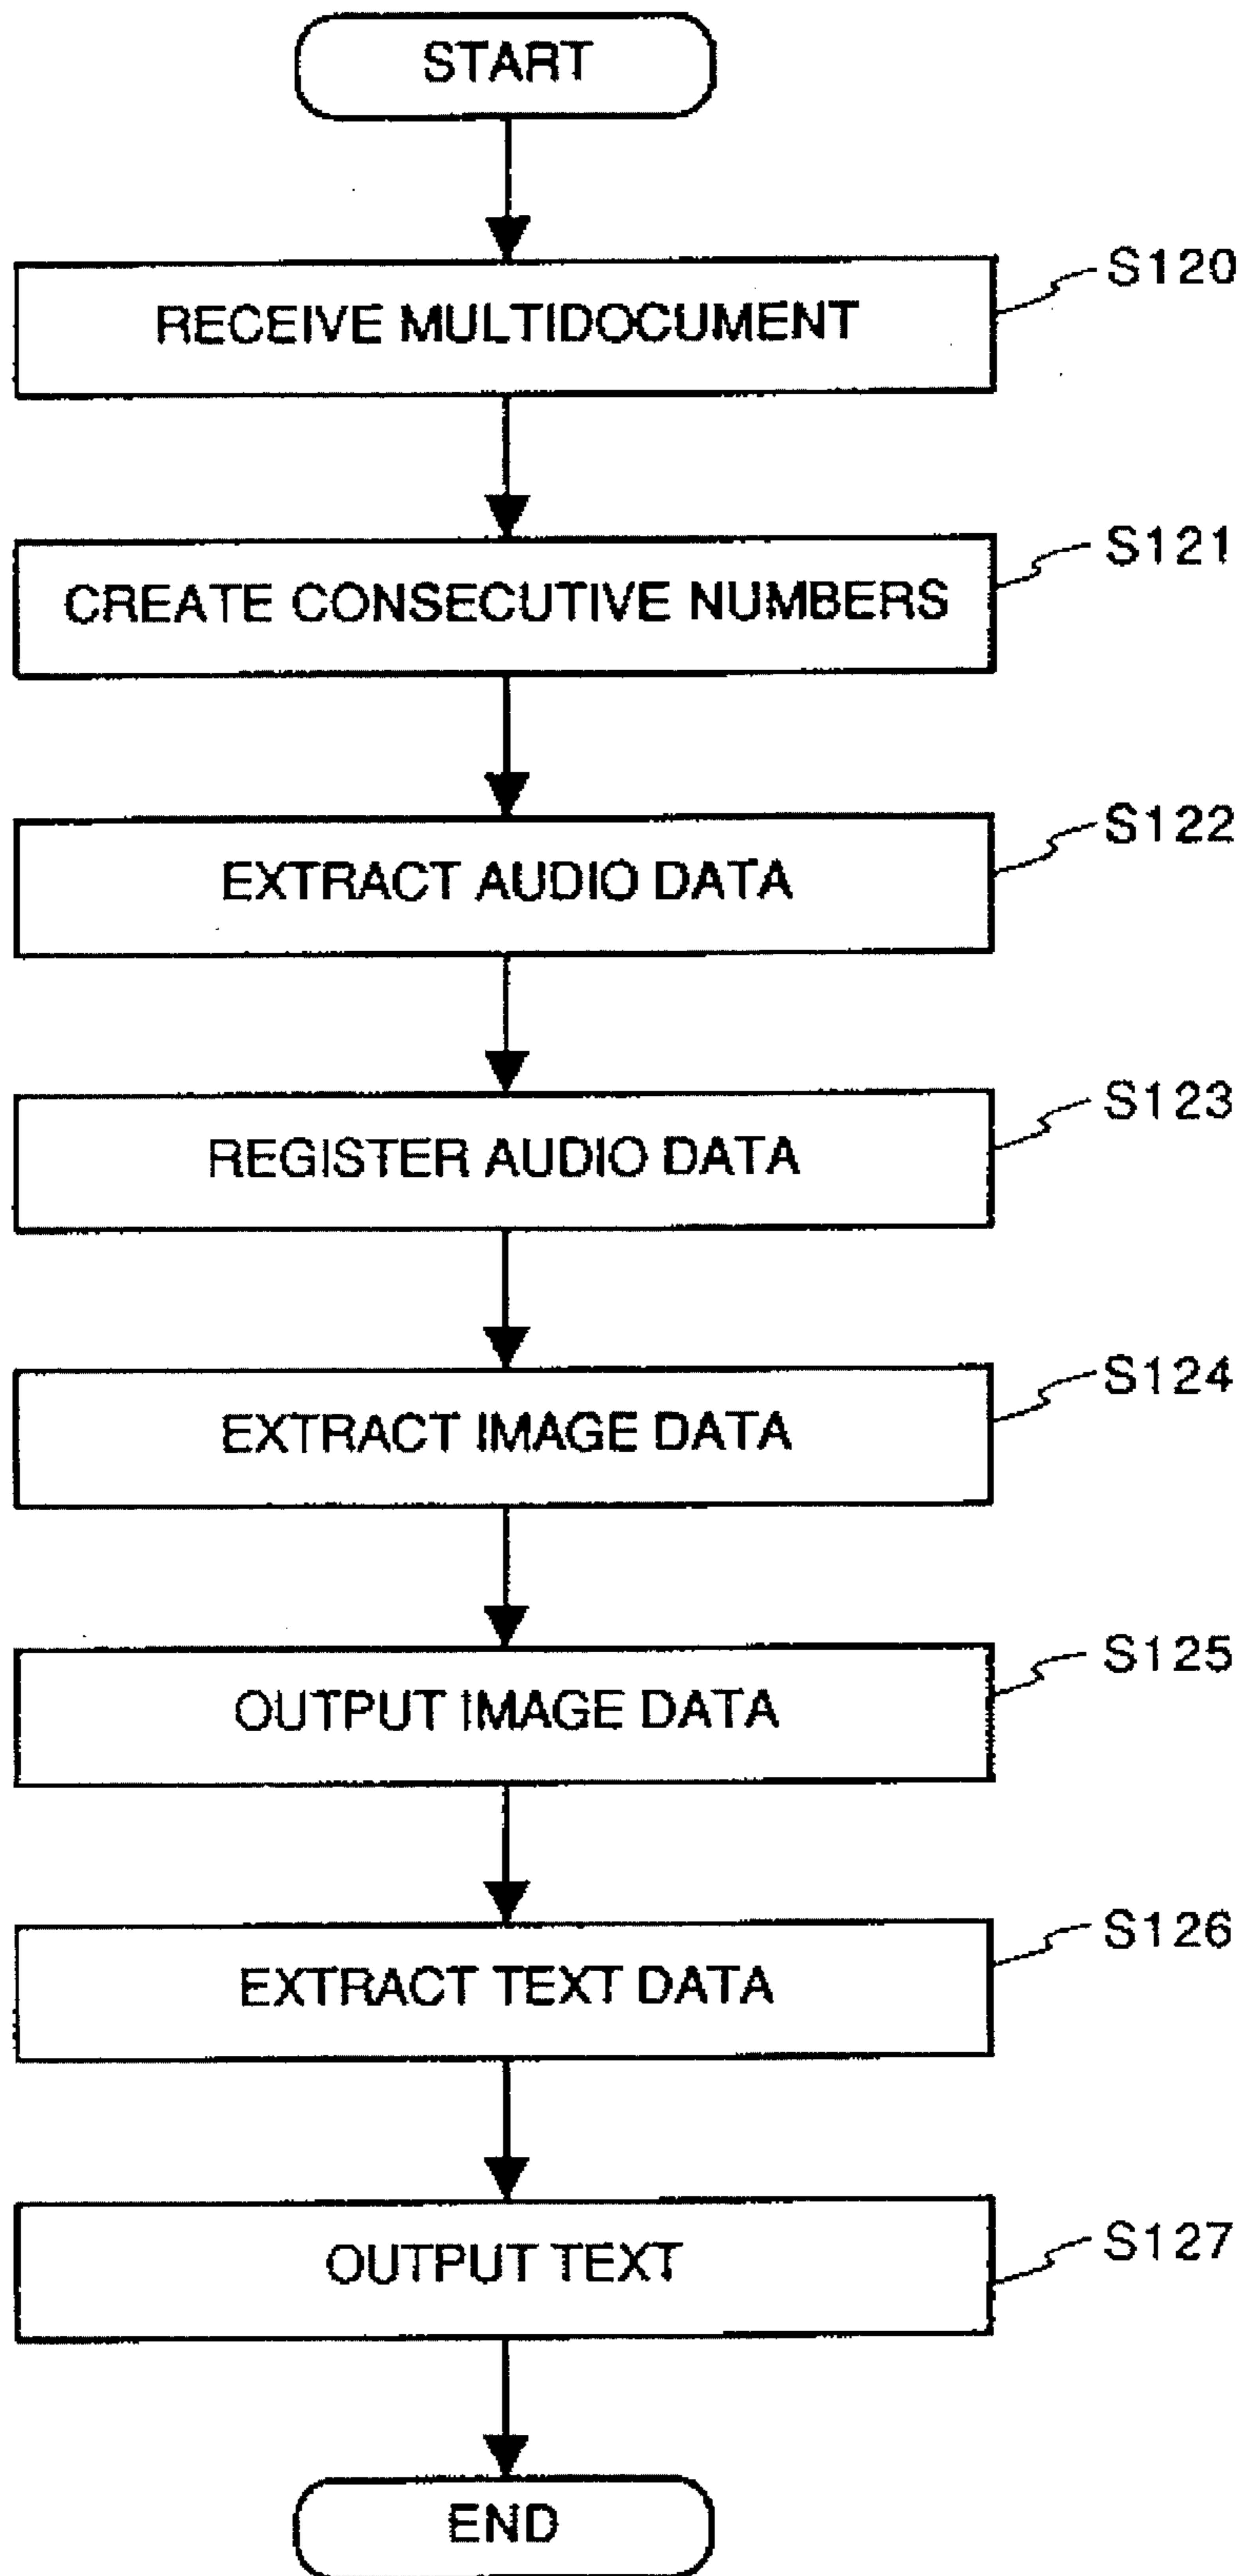 START
S120
RECEIVE MULTIDOCUMENT
S121
CREATE CONSECUTIVE NUMBERS
S122
EXTRACT AUDIO DATA
S123
REGISTER AUDIO DATA
S124
EXTRACT IMAGE DATA
S125
OUTPUT IMAGE DATA
S126
EXTRACT TEXT DATA
S127
OUTPUT TEXT
END